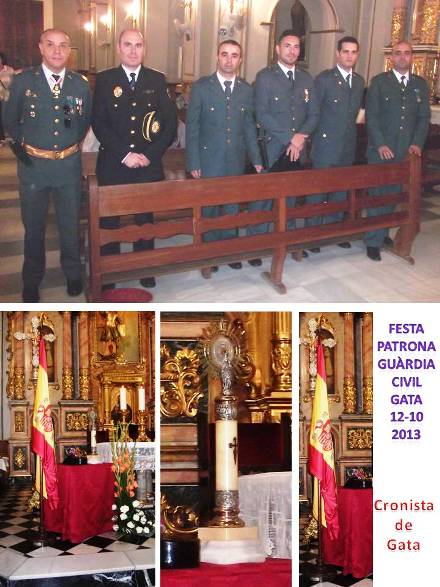 FESTA
PATRONA
GUÀRDIA
CIVIL
GATA
12-10
2013
Cronista
de
Gata